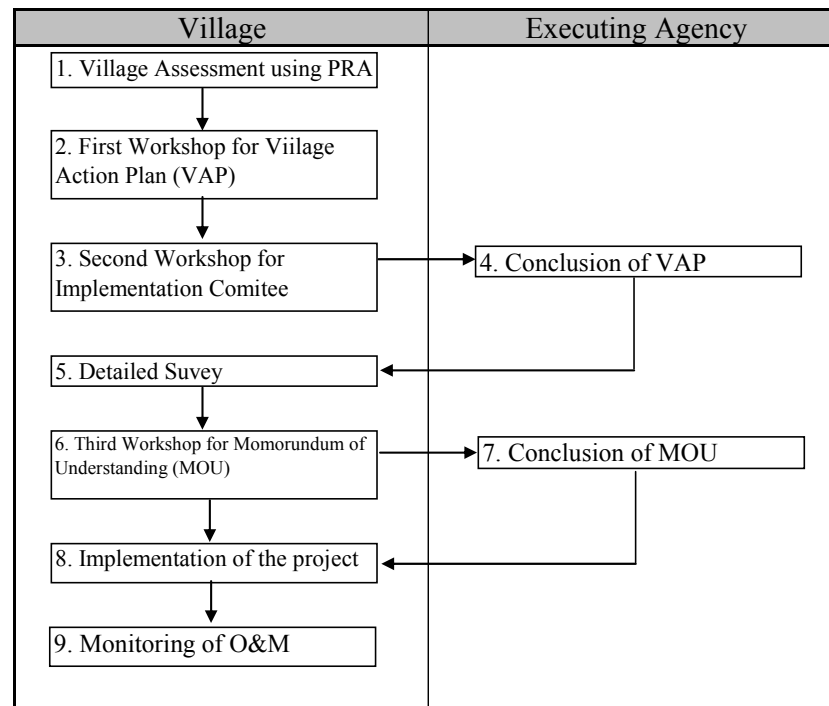 Village
Executing Agency
1. Village Assessment using PRA
2. First Workshop for Viilage
Action Plan (VAP)
3. Second Workshop for
Implementation Comitee
4. Conclusion of VAP
5. Detailed Suvey
6. Third Workshop for Momorundum of
Understanding (MOU)
7. Conclusion of MOU
8. Implementation of the project
9. Monitoring of O&M